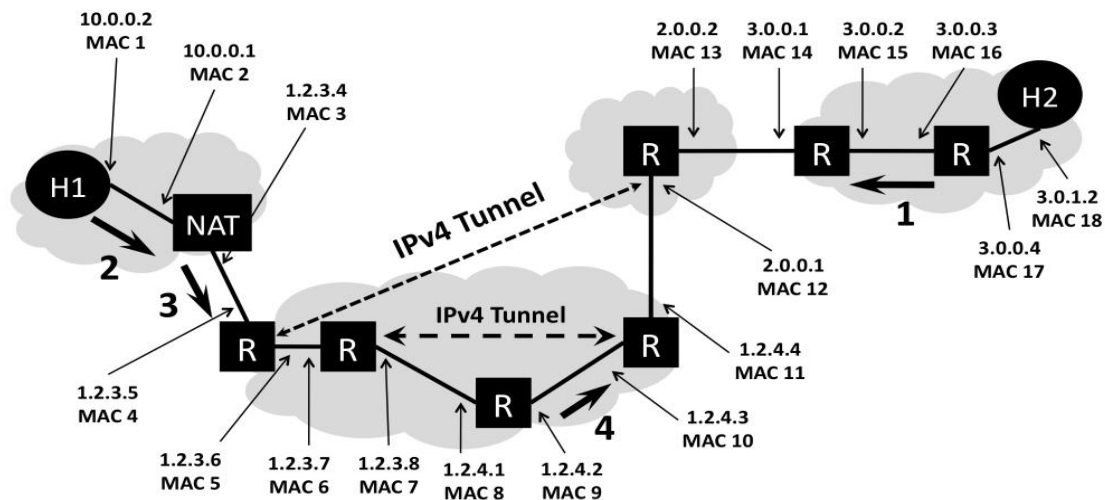 10.0.0.2
MAC 1
10.0.0.1
MAC 2
1.2.3.4
MAC 3
2.0.0.2
MAC 13
3.0.0.1
MAC 14
3.0.0.2
MAC 15
3.0.0.3
MAC 16
H2
H1
NAT
R
R
R
1
3.0.1.2
MAC 18
3.0.0.4
MAC 17
2
3
IPv4 Tunnel
2.0.0.1
MAC 12
IPv4 Tunnel
R
R
R
R
4
1.2.3.5
MAC 4
1.2.4.4
MAC 11
1.2.4.3
MAC 10
1.2.3.6
MAC 5
1.2.3.7
MAC 6
1.2.3.8
MAC 7
1.2.4.1
MAC 8
1.2.4.2
MAC 9